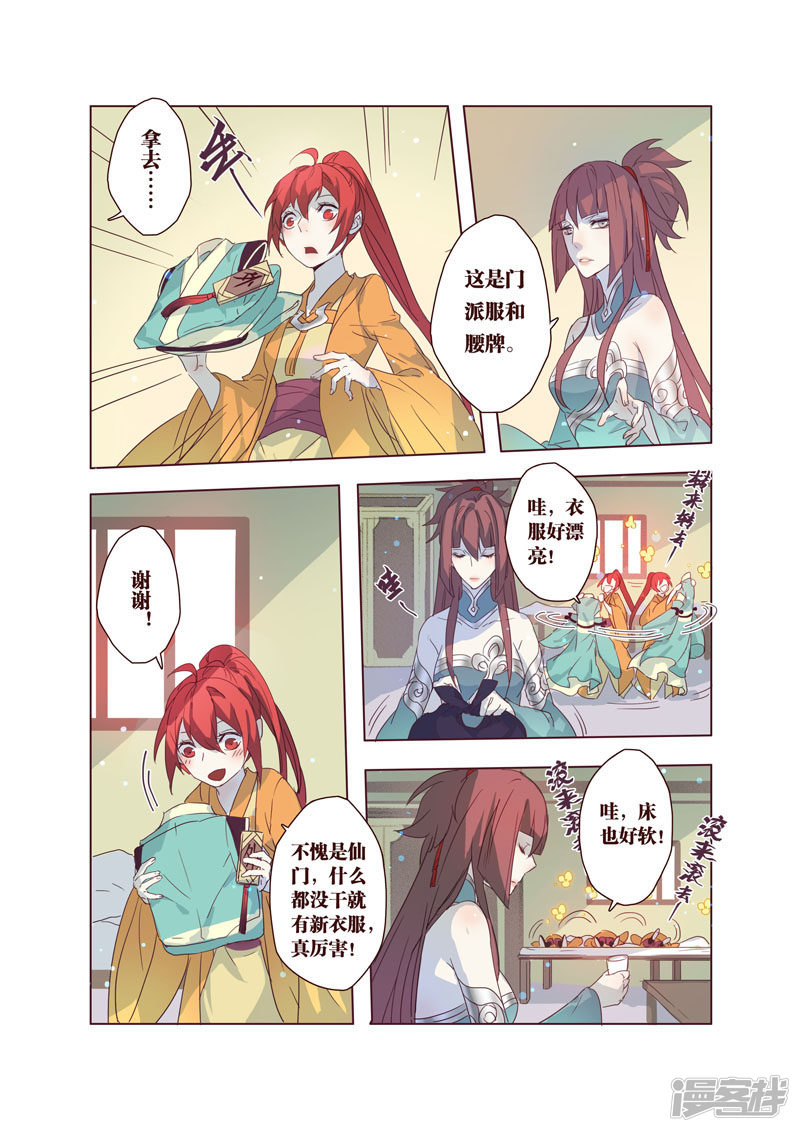 拿去
……
丢
这是门
派服和
腰牌。
谢谢！
不愧是仙
门，什么
都没干就
有新衣服，
真厉害！
哇，衣
服好漂
亮！
哇
转来转去
哇，床
也好软！
滚来滚去
滚来滚去
漫客栈